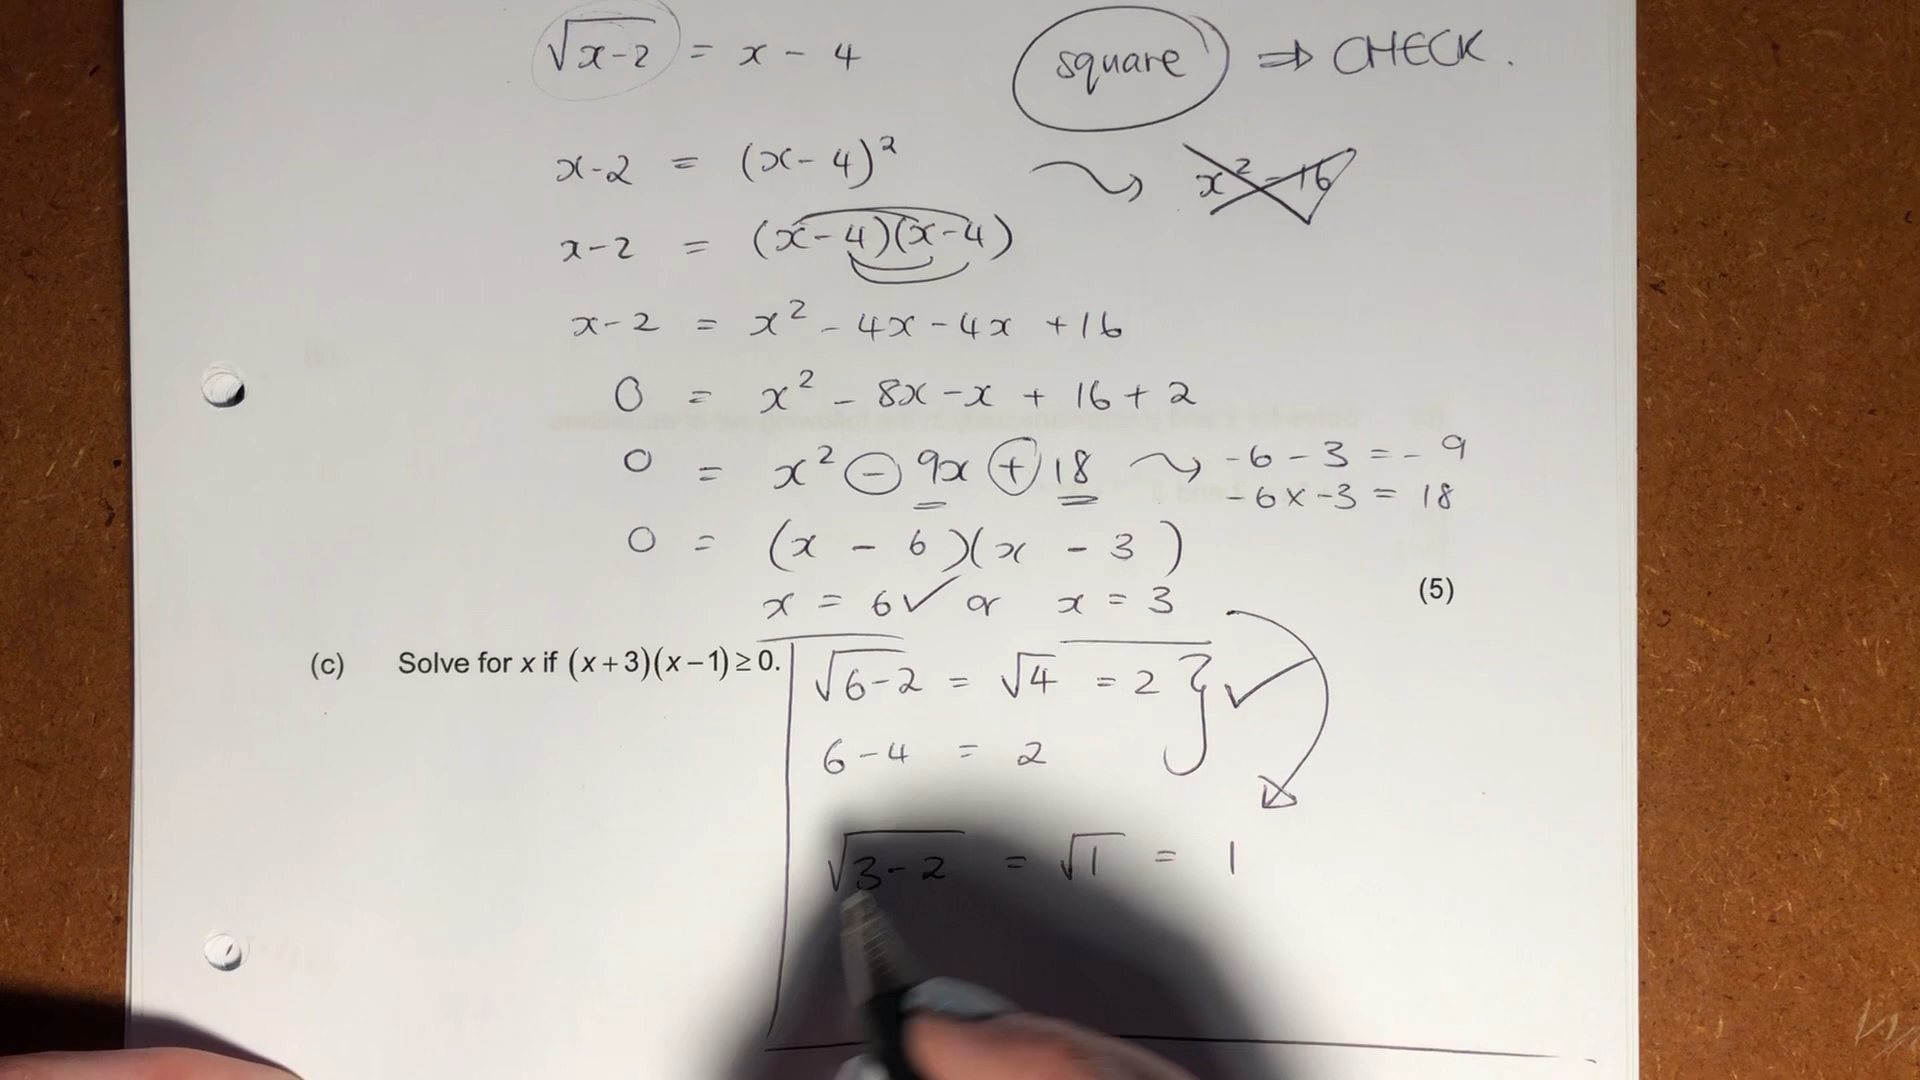 √x-2 = x - 4 square ⇒ CHECK.
x-2 = (x-4)² x² - 16
x-2 = (x-4)(x-4)
x-2 = x² - 4x - 4x + 16
0 = x² - 8x - x + 16 + 2
0 = x² - 9x + 18 -6 - 3 = - 9
-6 x -3 = 18
0 = (x - 6)(x - 3)
x = 6 ✓ or x = 3
(5)
(c) Solve for x if (x+3)(x-1) ≥ 0.
√6-2 = √4 = 2 } ✓
6-4 = 2
√3-2 = √1 = 1